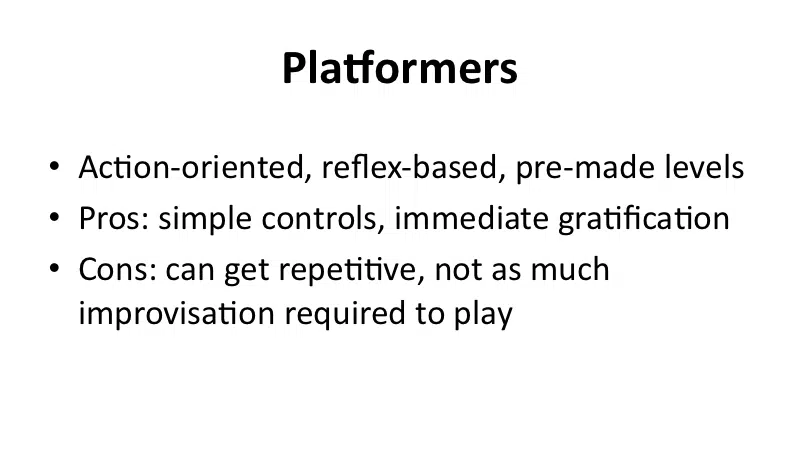 Platformers
• Action-oriented, reflex-based, pre-made levels
• Pros: simple controls, immediate gratification
• Cons: can get repetitive, not as much
improvisation required to play